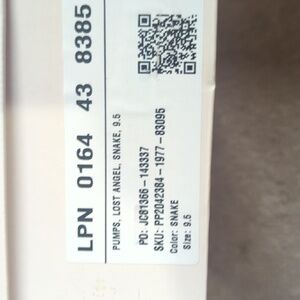 LPN 0164 43 8385
PUMPS, LOST ANGEL, SNAKE, 9.5
PO: JC81366-143337
SKU: PP2042384-1977-83095
Color: SNAKE
Size: 9.5